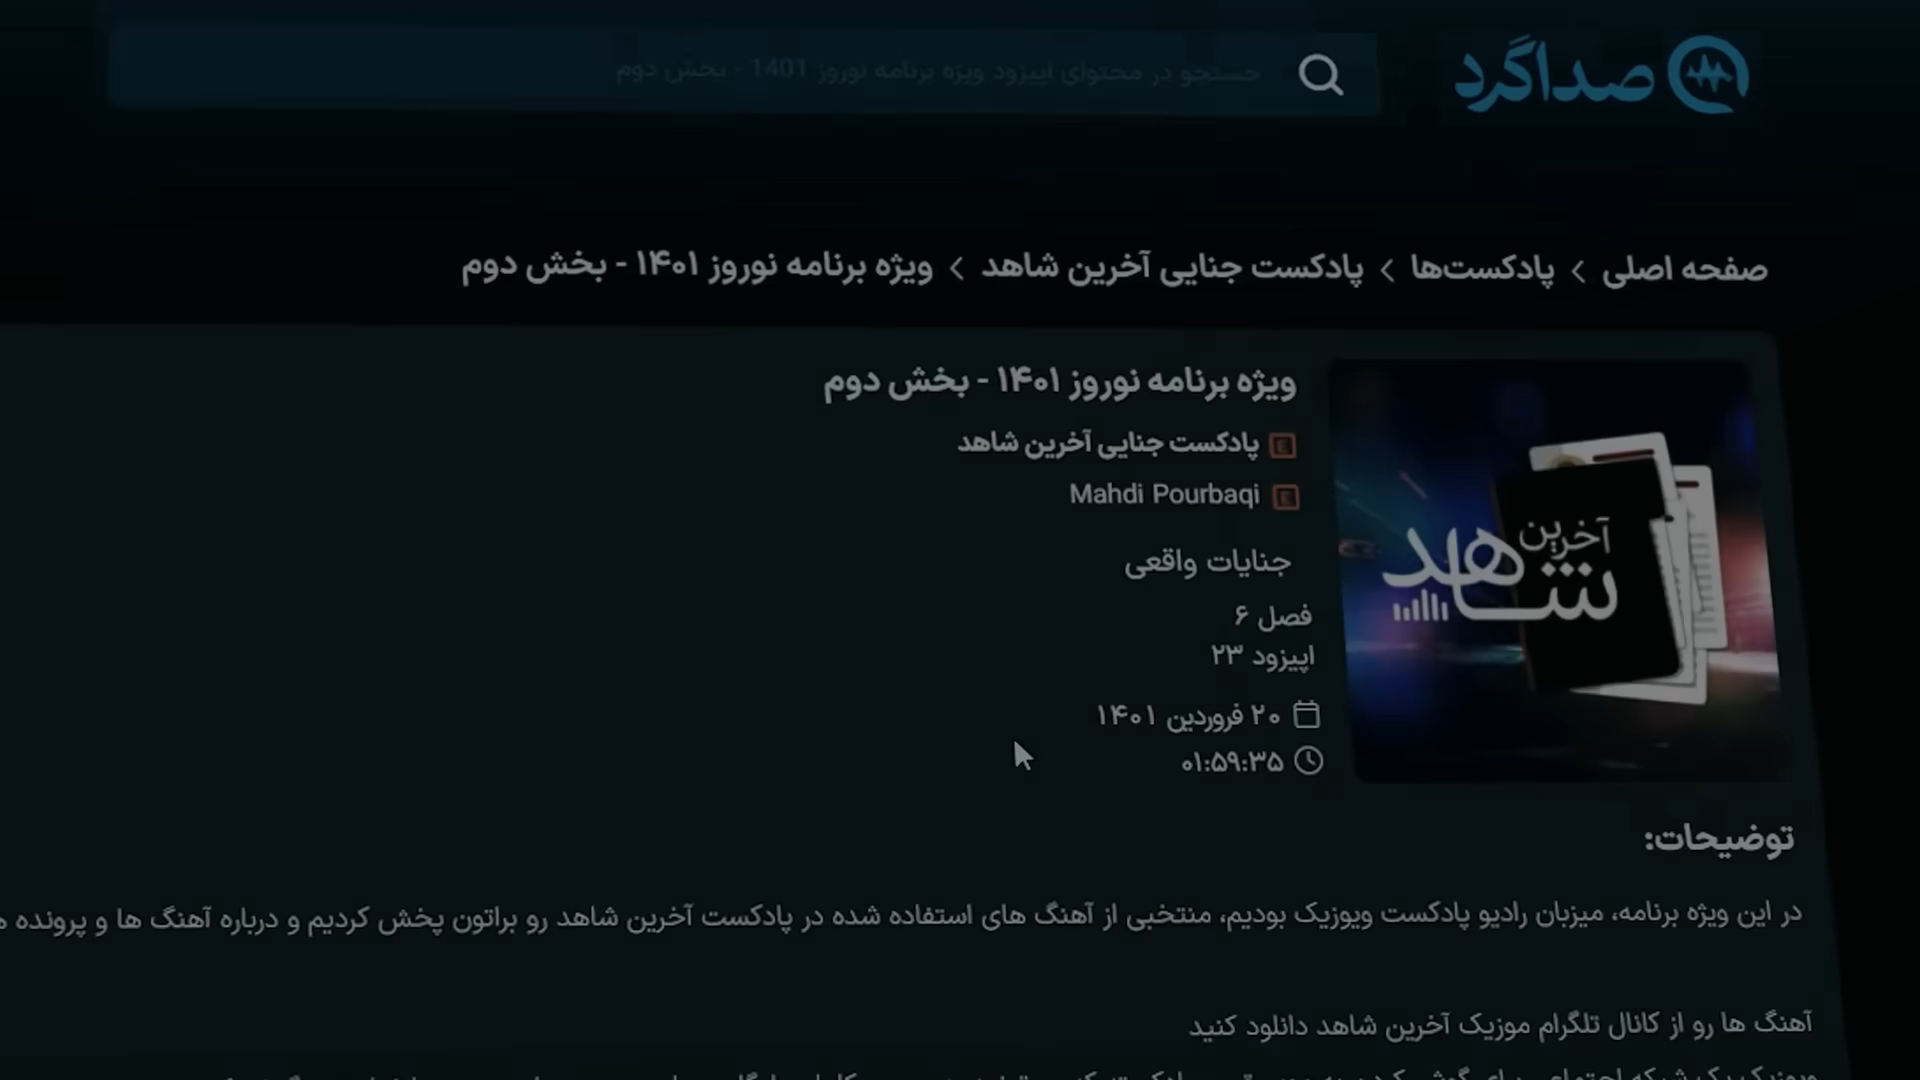 صداگرد
جستجو در محتوای اپیزود ویژه برنامه نوروز 1401 - بخش دوم
صفحه اصلی > پادکست‌ها > پادکست جنایی آخرین شاهد > ویژه برنامه نوروز ۱۴۰۱ - بخش دوم
ویژه برنامه نوروز ۱۴۰۱ - بخش دوم
E پادکست جنایی آخرین شاهد
E Mahdi Pourbaqi
جنایات واقعی
فصل ۶
اپیزود ۲۳
۲۰ فروردین ۱۴۰۱
۰۱:۵۹:۳۵
آخرین
شاهد
توضیحات:
در این ویژه برنامه، میزبان رادیو پادکست ویوزیک بودیم، منتخبی از آهنگ های استفاده شده در پادکست آخرین شاهد رو براتون پخش کردیم و درباره آهنگ ها و پرونده
آهنگ ها رو از کانال تلگرام موزیک آخرین شاهد دانلود کنید